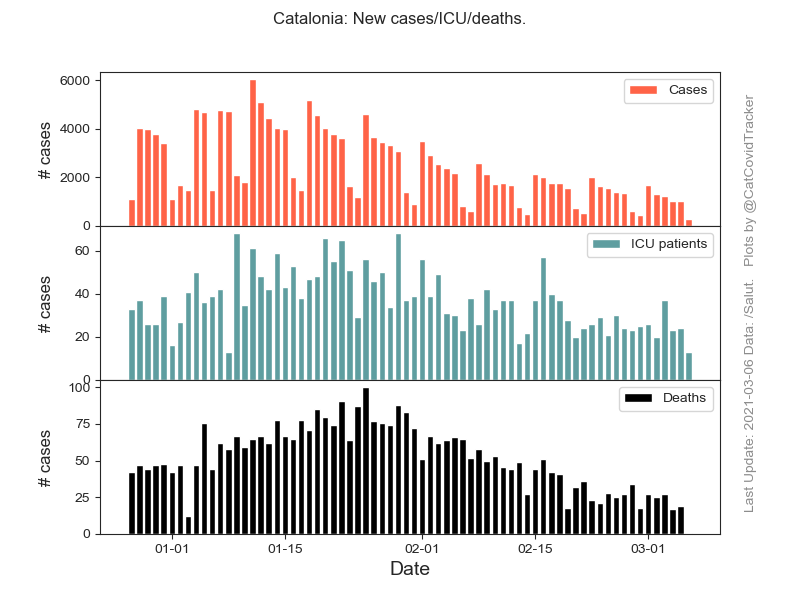 Catalonia: New cases/ICU/deaths.
6000
4000
2000
0
# cases
Cases
60
40
20
0
# cases
ICU patients
100
75
50
25
0
# cases
Deaths
01-01
01-15
02-01
02-15
03-01
Date
Last Update: 2021-03-06 Data: /Salut. Plots by @CatCovidTracker